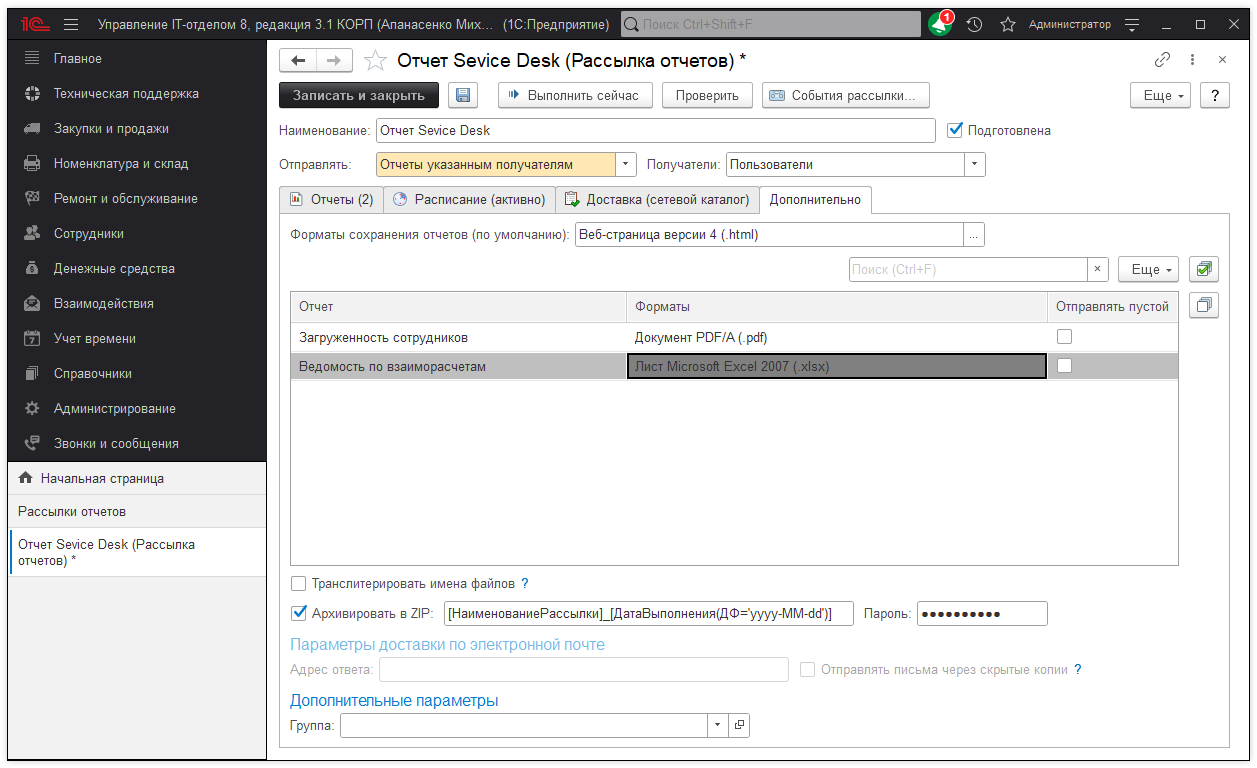 1С Управление IT-отделом 8, редакция 3.1 КОРП (Апанасенко Мих... (1С:Предприятие) Поиск Ctrl+Shift+F 1 Администратор
Главное
Техническая поддержка
Закупки и продажи
Номенклатура и склад
Ремонт и обслуживание
Сотрудники
Денежные средства
Взаимодействия
Учет времени
Справочники
Администрирование
Звонки и сообщения
Начальная страница
Рассылки отчетов
Отчет Sevice Desk (Рассылка
отчетов) *
Отчет Sevice Desk (Рассылка отчетов) *
Записать и закрыть Выполнить сейчас Проверить События рассылки... Еще ?
Наименование: Отчет Sevice Desk Подготовлена
Отправлять: Отчеты указанным получателям Получатели: Пользователи
Отчеты (2) Расписание (активно) Доставка (сетевой каталог) Дополнительно
Форматы сохранения отчетов (по умолчанию): Веб-страница версии 4 (.html) ...
Поиск (Ctrl+F) × Еще
Отчет Форматы Отправлять пустой
Загруженность сотрудников Документ PDF/A (.pdf)
Ведомость по взаиморасчетам Лист Microsoft Excel 2007 (.xlsx)
Транслитерировать имена файлов ?
Архивировать в ZIP: [НаименованиеРассылки]_[ДатаВыполнения(ДФ='yyyy-MM-dd')] Пароль: ●●●●●●●●●●
Параметры доставки по электронной почте
Адрес ответа: Отправлять письма через скрытые копии ?
Дополнительные параметры
Группа: